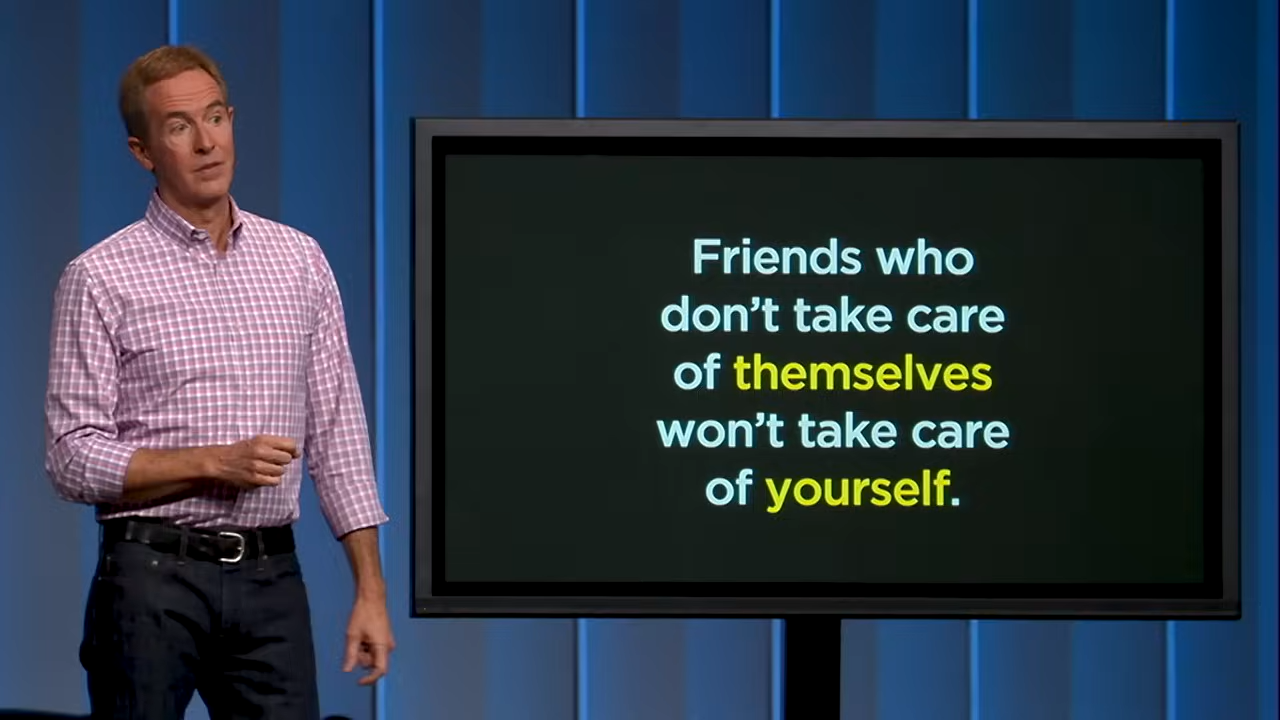 Friends who
don’t take care
of themselves
won’t take care
of yourself.